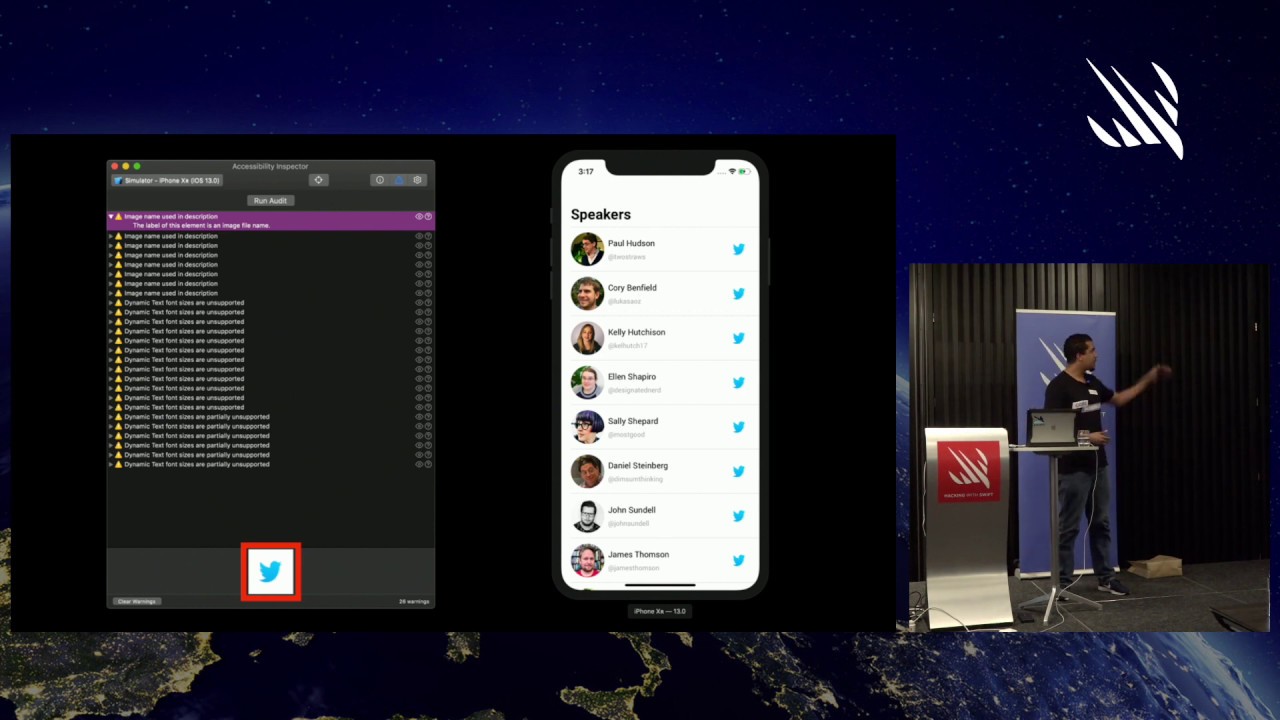 Accessibility Inspector
Simulator - iPhone Xʀ (iOS 13.0)
Run Audit
Image name used in description
The label of this element is an image file name.
Image name used in description
Image name used in description
Image name used in description
Image name used in description
Image name used in description
Image name used in description
Image name used in description
Dynamic Text font sizes are unsupported
Dynamic Text font sizes are unsupported
Dynamic Text font sizes are unsupported
Dynamic Text font sizes are unsupported
Dynamic Text font sizes are unsupported
Dynamic Text font sizes are unsupported
Dynamic Text font sizes are unsupported
Dynamic Text font sizes are unsupported
Dynamic Text font sizes are unsupported
Dynamic Text font sizes are unsupported
Dynamic Text font sizes are unsupported
Dynamic Text font sizes are unsupported
Dynamic Text font sizes are partially unsupported
Dynamic Text font sizes are partially unsupported
Dynamic Text font sizes are partially unsupported
Dynamic Text font sizes are partially unsupported
Dynamic Text font sizes are partially unsupported
Dynamic Text font sizes are partially unsupported
Clear Warnings
26 warnings
3:17
Speakers
Paul Hudson
@twostraws
Cory Benfield
@lukasaoz
Kelly Hutchison
@kelhutch17
Ellen Shapiro
@designatednerd
Sally Shepard
@mostgood
Daniel Steinberg
@dimsumthinking
John Sundell
@johnsundell
James Thomson
@jamesthomson
iPhone Xʀ — 13.0
HACKING WITH SWIFT